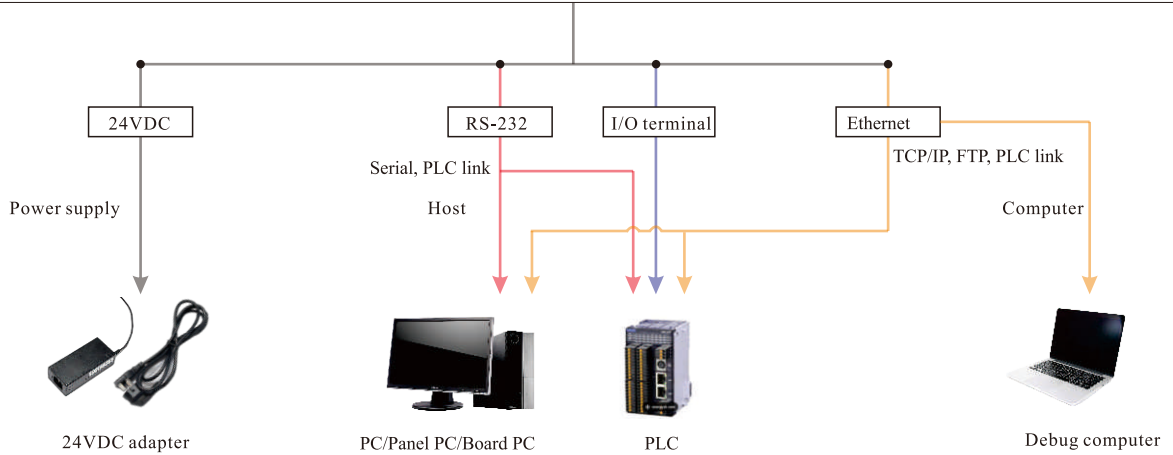 24VDC
RS-232
I/O terminal
Ethernet
Serial, PLC link
TCP/IP, FTP, PLC link
Power supply
Host
Computer
24VDC adapter
PC/Panel PC/Board PC
PLC
Debug computer